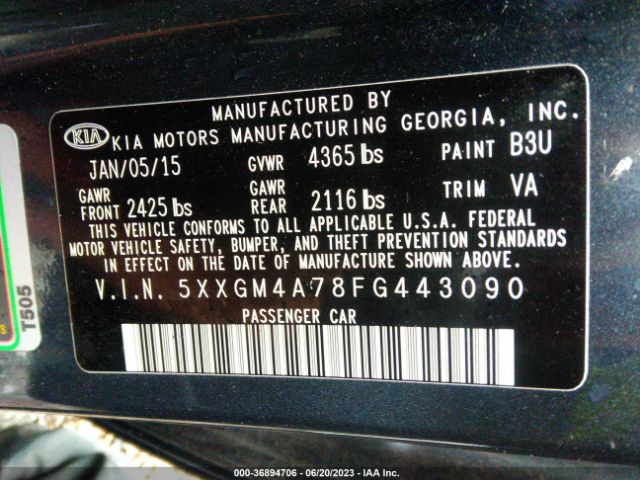 MANUFACTURED BY
KIA KIA MOTORS MANUFACTURING GEORGIA, INC.
JAN/05/15 GVWR 4365 lbs PAINT B3U
GAWR FRONT 2425 lbs GAWR REAR 2116 lbs TRIM VA
THIS VEHICLE CONFORMS TO ALL APPLICABLE U.S.A. FEDERAL
MOTOR VEHICLE SAFETY, BUMPER, AND THEFT PREVENTION STANDARDS
IN EFFECT ON THE DATE OF MANUFACTURE SHOWN ABOVE.
V.I.N. 5XXGM4A78FG443090
PASSENGER CAR
T505
000-36894706 - 06/20/2023 - IAA Inc.